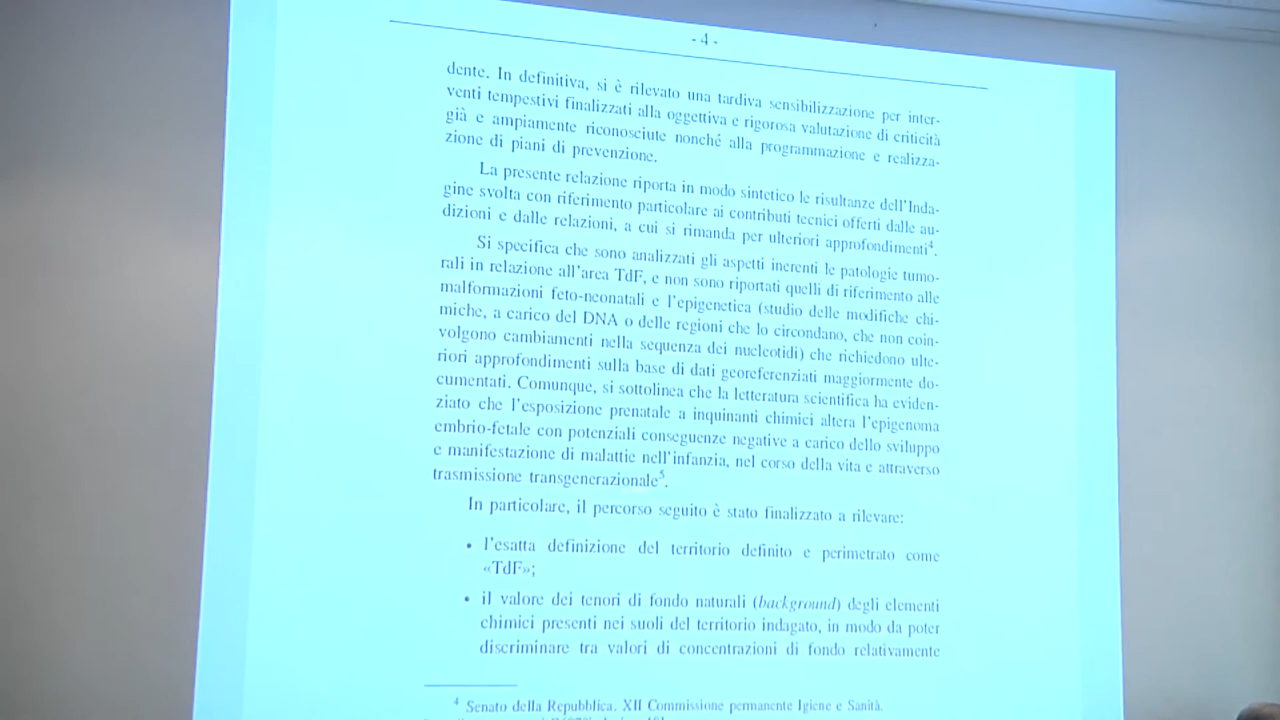 - 4 -
dente. In definitiva, si è rilevato una tardiva sensibilizzazione per inter-
venti tempestivi finalizzati alla oggettiva e rigorosa valutazione di criticità
già e ampiamente riconosciute nonché alla programmazione e realizza-
zione di piani di prevenzione.
La presente relazione riporta in modo sintetico le risultanze dell'Inda-
gine svolta con riferimento particolare ai contributi tecnici offerti dalle au-
dizioni e dalle relazioni, a cui si rimanda per ulteriori approfondimenti⁴.
Si specifica che sono analizzati gli aspetti inerenti le patologie tumo-
rali in relazione all'area TdF, e non sono riportati quelli di riferimento alle
malformazioni feto-neonatali e l'epigenetica (studio delle modifiche chi-
miche, a carico del DNA o delle regioni che lo circondano, che non coin-
volgono cambiamenti nella sequenza dei nucleotidi) che richiedono ulte-
riori approfondimenti sulla base di dati georeferenziati maggiormente do-
cumentati. Comunque, si sottolinea che la letteratura scientifica ha eviden-
ziato che l'esposizione prenatale a inquinanti chimici altera l'epigenoma
embrio-fetale con potenziali conseguenze negative a carico dello sviluppo
e manifestazione di malattie nell'infanzia, nel corso della vita e attraverso
trasmissione transgenerazionale⁵.
In particolare, il percorso seguito è stato finalizzato a rilevare:
• l'esatta definizione del territorio definito e perimetrato come
«TdF»;
• il valore dei tenori di fondo naturali (background) degli elementi
chimici presenti nei suoli del territorio indagato, in modo da poter
discriminare tra valori di concentrazioni di fondo relativamente
⁴ Senato della Repubblica. XII Commissione permanente Igiene e Sanità.